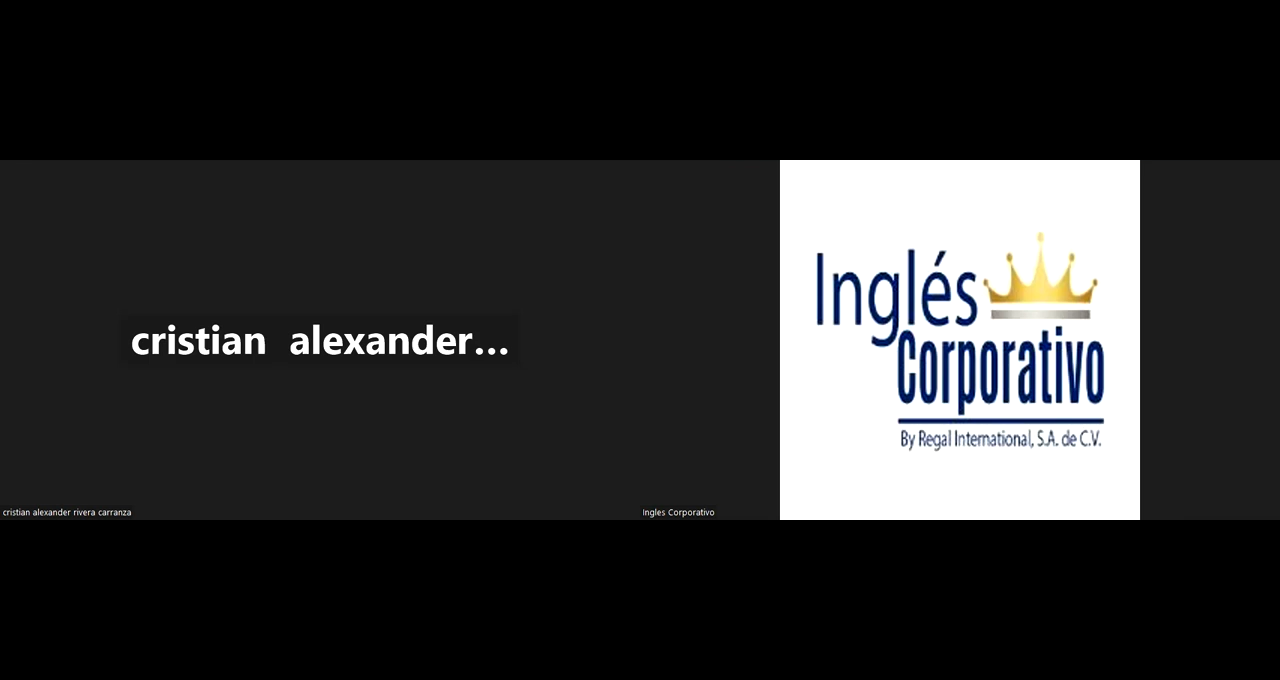 cristian alexander...
cristian alexander rivera carranza
Inglés
Corporativo
By Regal International, S.A. de C.V.
Ingles Corporativo